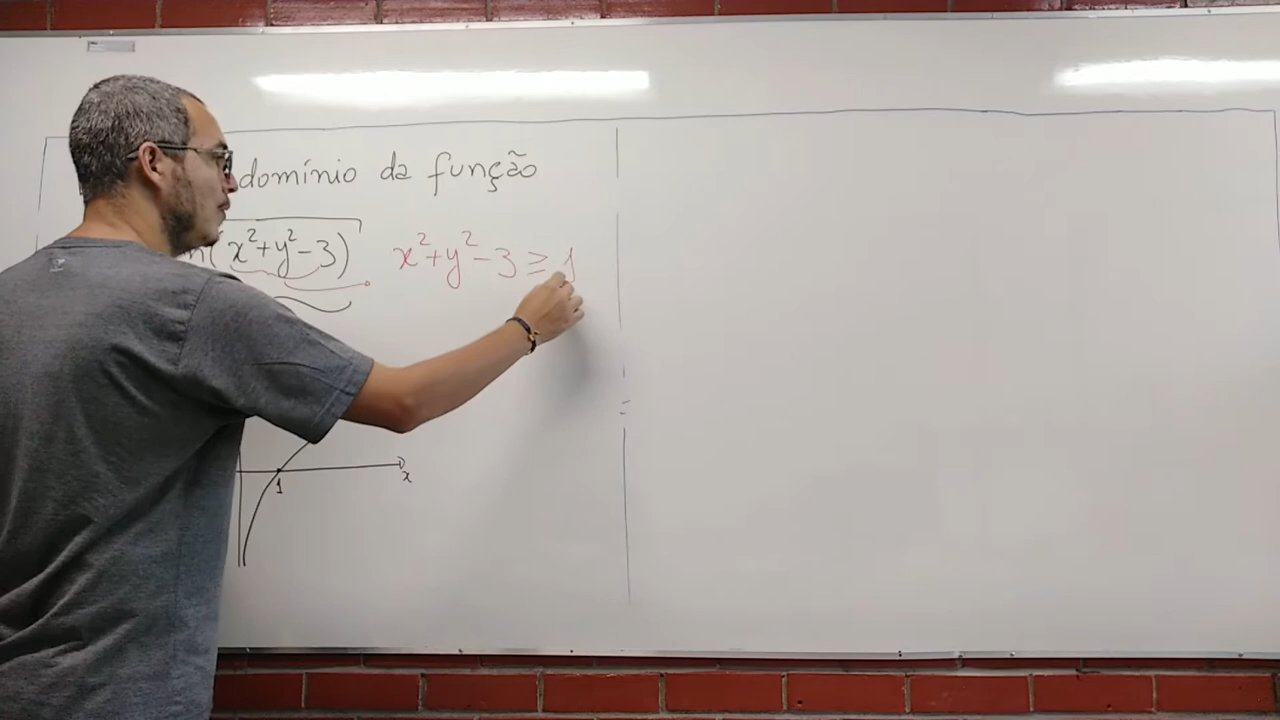 domínio da função
n(x²+y²-3) x²+y²-3 ≥ 1
1
x